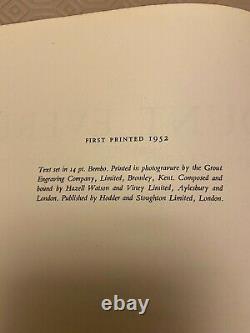 FIRST PRINTED 1952
Text set in 14 pt. Bembo. Printed in photogravure by the Grout
Engraving Company, Limited, Bromley, Kent. Composed and
bound by Hazell Watson and Viney Limited, Aylesbury and
London. Published by Hodder and Stoughton Limited, London.